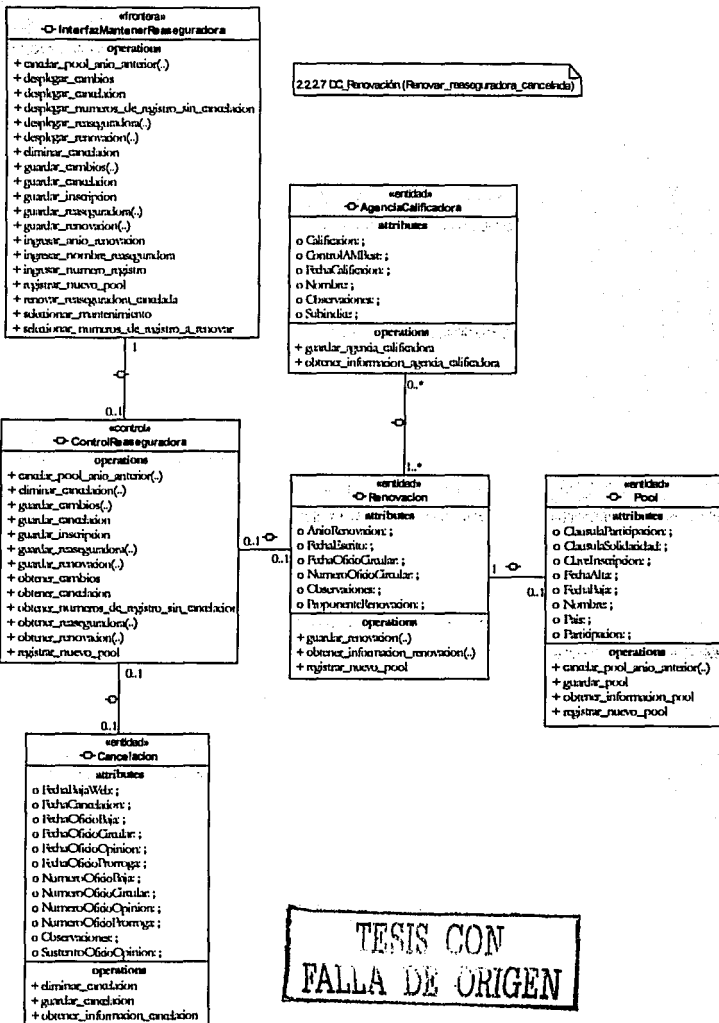 «frontera»
InterfazMantenerReaseguradora
operations
+ cancelar_pool_anio_anterior(..)
+ desplegar_cambios
+ desplegar_cancelacion
+ desplegar_numeros_de_registro_sin_cancelacion
+ desplegar_reaseguradora(..)
+ desplegar_renovacion(..)
+ eliminar_cancelacion
+ guardar_cambios(..)
+ guardar_cancelacion
+ guardar_inscripcion
+ guardar_reaseguradora(..)
+ guardar_renovacion(..)
+ ingresar_anio_renovacion
+ ingresar_nombre_reaseguradora
+ ingresar_numero_registro
+ registrar_nuevo_pool
+ renovar_reaseguradora_cancelada
+ selecionar_mantenimiento
+ selecionar_numeros_de_registro_a_renovar
2.2.2.7 DC_Renovación (Renovar_reaseguradora_cancelada)
«entidad»
AgenciaCalificadora
attributes
o Calificacion: ;
o ControlAMBest: ;
o FechaCalificacion: ;
o Nombre: ;
o Observaciones: ;
o Subindice: ;
operations
+ guardar_agencia_calificadora
+ obtener_informacion_agencia_calificadora
1
0..1
0..*
1..*
«control»
ControlReaseguradora
operations
+ cancelar_pool_anio_anterior(..)
+ eliminar_cancelacion(..)
+ guardar_cambios(..)
+ guardar_cancelacion
+ guardar_inscripcion
+ guardar_reaseguradora(..)
+ guardar_renovacion(..)
+ obtener_cambios
+ obtener_cancelacion
+ obtener_numeros_de_registro_sin_cancelacion
+ obtener_reaseguradora(..)
+ obtener_renovacion(..)
+ registrar_nuevo_pool
0..1
0..1
«entidad»
Renovacion
attributes
o AnioRenovacion: ;
o FechaEscrito: ;
o FechaOficioCircular: ;
o NumeroOficioCircular: ;
o Observaciones: ;
o ProponenteRenovacion: ;
operations
+ guardar_renovacion(..)
+ obtener_informacion_renovacion(..)
+ registrar_nuevo_pool
1
0..1
«entidad»
Pool
attributes
o ClausulaParticipacion: ;
o ClausulaSolidaridad: ;
o ClaveInscripcion: ;
o FechaAlta: ;
o FechaBaja: ;
o Nombre: ;
o Pais: ;
o Participacion: ;
operations
+ cancelar_pool_anio_anterior(..)
+ guardar_pool
+ obtener_informacion_pool
+ registrar_nuevo_pool
0..1
0..1
«entidad»
Cancelacion
attributes
o FechaBajaWeb: ;
o FechaCancelacion: ;
o FechaOficioBaja: ;
o FechaOficioCircular: ;
o FechaOficioOpinion: ;
o FechaOficioProrroga: ;
o NumeroOficioBaja: ;
o NumeroOficioCircular: ;
o NumeroOficioOpinion: ;
o NumeroOficioProrroga: ;
o Observaciones: ;
o SustentoOficioOpinion: ;
operations
+ eliminar_cancelacion
+ guardar_cancelacion
+ obtener_informacion_cancelacion
TESIS CON
FALLA DE ORIGEN